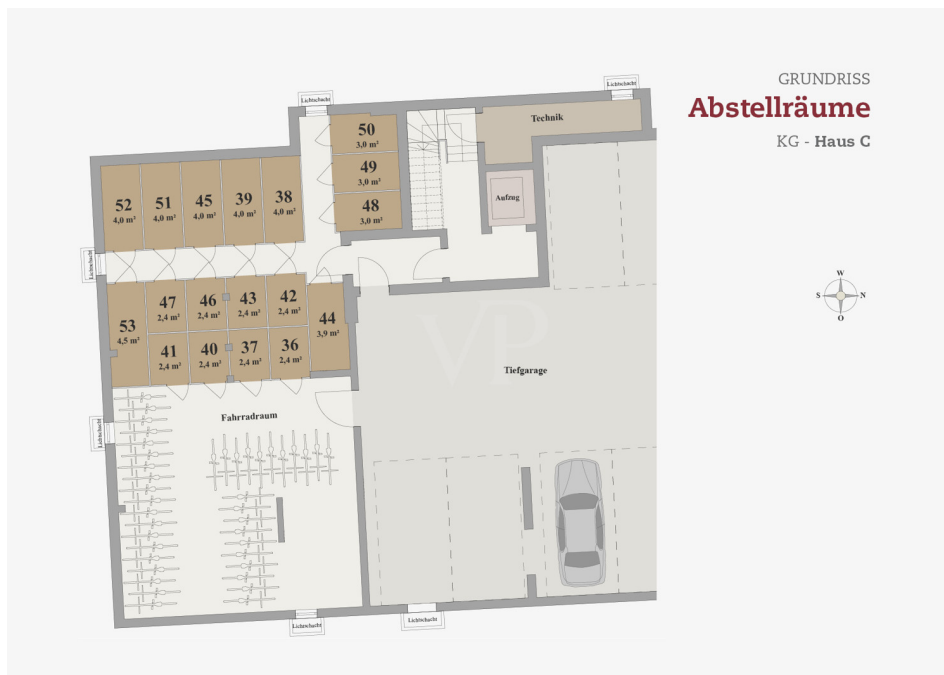 GRUNDRISS
Abstellräume
KG - Haus C
Lichtschacht
Lichtschacht
Technik
50
3,0 m²
49
3,0 m²
48
3,0 m²
Aufzug
52
4,0 m²
51
4,0 m²
45
4,0 m²
39
4,0 m²
38
4,0 m²
Lichtschacht
W
S
N
O
53
4,5 m²
47
2,4 m²
46
2,4 m²
43
2,4 m²
42
2,4 m²
44
3,9 m²
41
2,4 m²
40
2,4 m²
37
2,4 m²
36
2,4 m²
VP
Tiefgarage
Fahrradraum
Lichtschacht
Lichtschacht
Lichtschacht